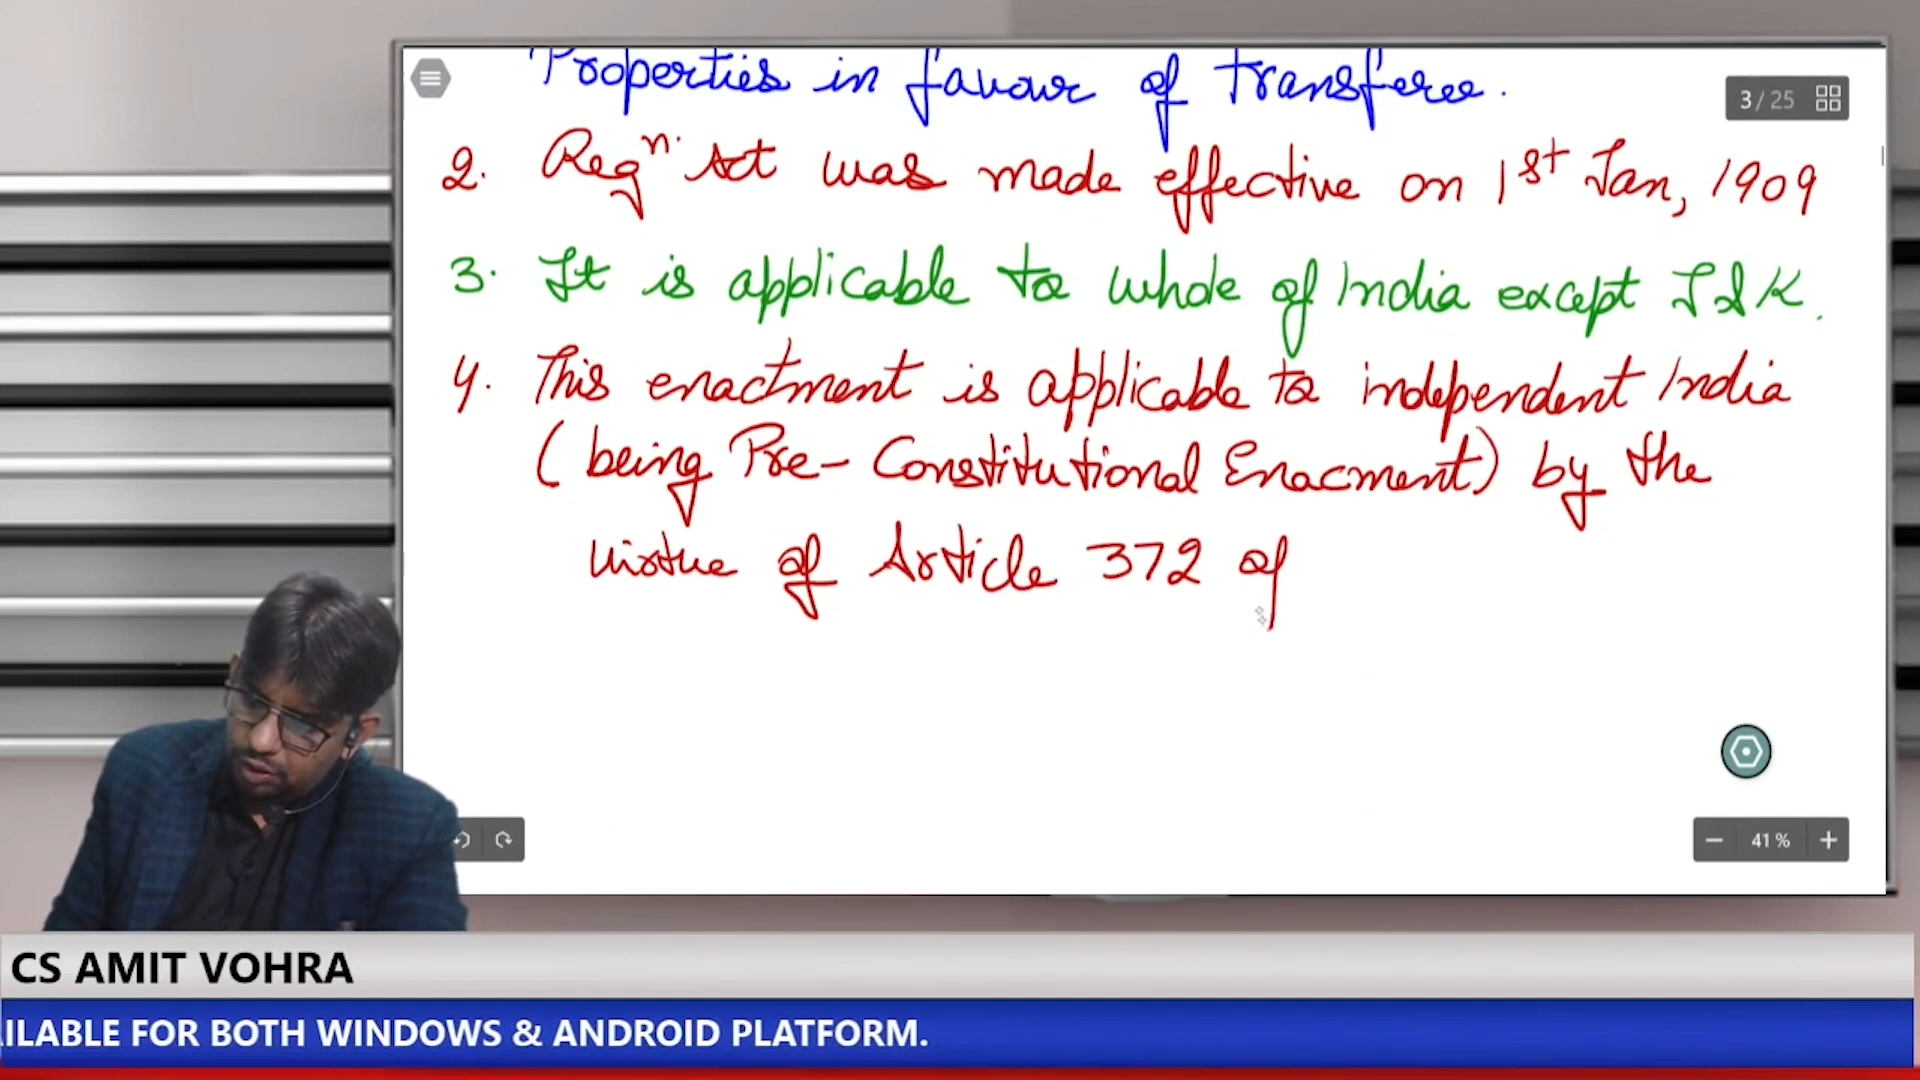 Properties in favour of transferee.
3 / 25
2. Regn. Act was made effective on 1st Jan, 1909
3. It is applicable to whole of India except J & K.
4. This enactment is applicable to independent India
(being Pre-Constitutional Enacment) by the
virtue of Article 372 of
41 %
CS AMIT VOHRA
ILABLE FOR BOTH WINDOWS & ANDROID PLATFORM.